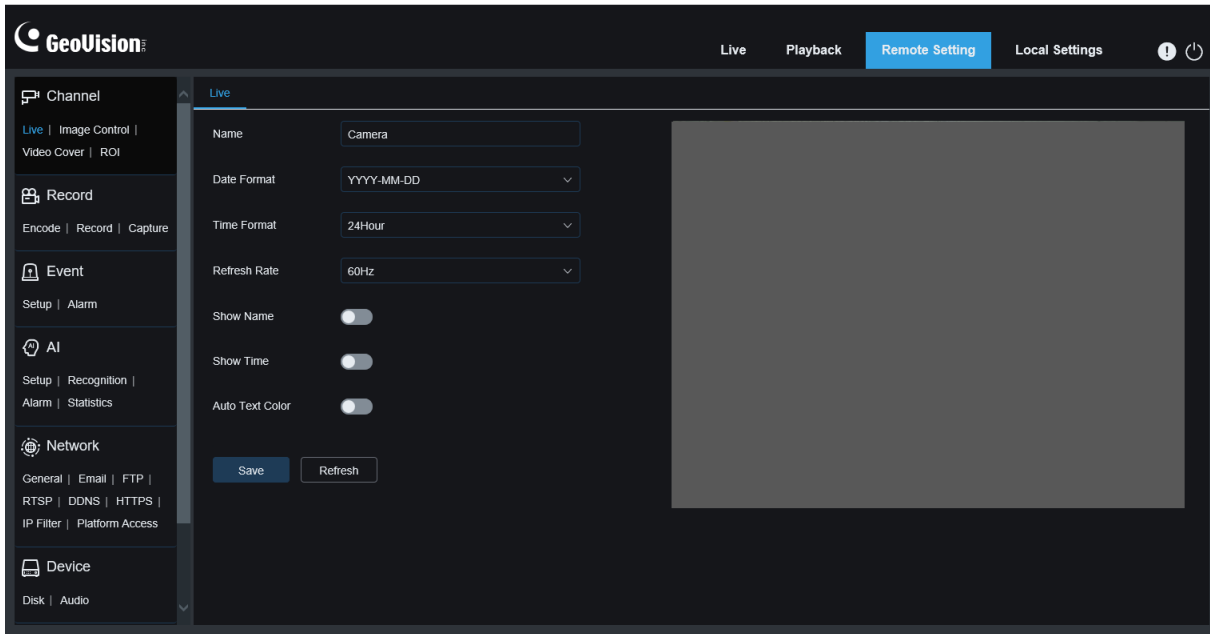 GeoVision Inc
Live Playback Remote Setting Local Settings
Channel
Live | Image Control |
Video Cover | ROI
Record
Encode | Record | Capture
Event
Setup | Alarm
AI
Setup | Recognition |
Alarm | Statistics
Network
General | Email | FTP |
RTSP | DDNS | HTTPS |
IP Filter | Platform Access
Device
Disk | Audio
Live
Name Camera
Date Format YYYY-MM-DD
Time Format 24Hour
Refresh Rate 60Hz
Show Name
Show Time
Auto Text Color
Save Refresh